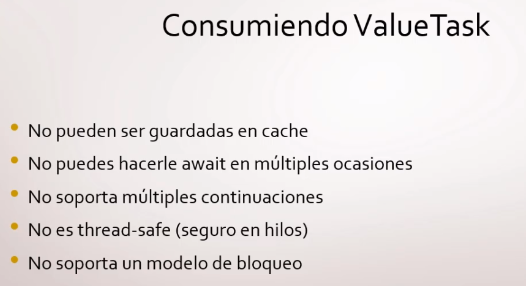 Consumiendo ValueTask
• No pueden ser guardadas en cache
• No puedes hacerle await en múltiples ocasiones
• No soporta múltiples continuaciones
• No es thread-safe (seguro en hilos)
• No soporta un modelo de bloqueo